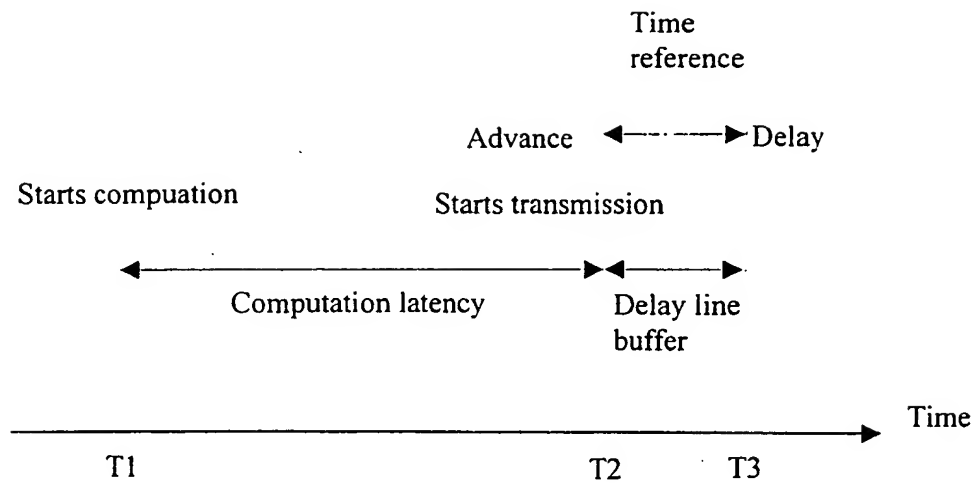 Time
reference
Advance
Delay
Starts compuation
Starts transmission
Computation latency
Delay line
buffer
Time
T1
T2
T3